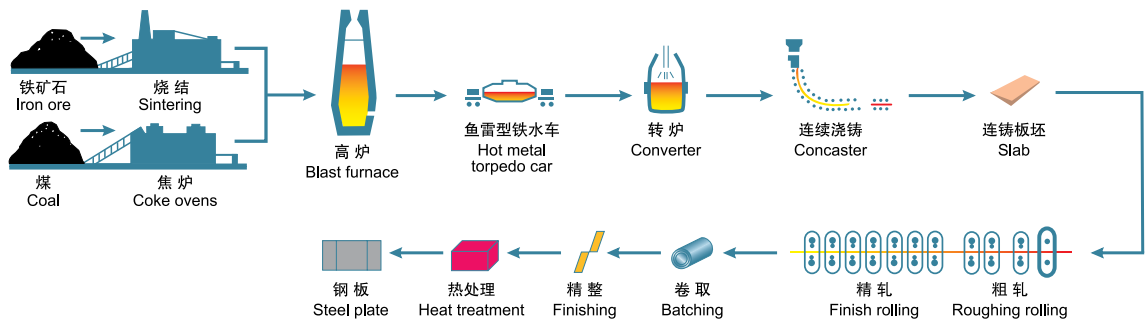 铁矿石
Iron ore
烧结
Sintering
煤
Coal
焦炉
Coke ovens
高炉
Blast furnace
鱼雷型铁水车
Hot metal
torpedo car
转炉
Converter
连续浇铸
Concaster
连铸板坯
Slab
粗轧
Roughing rolling
精轧
Finish rolling
卷取
Batching
精整
Finishing
热处理
Heat treatment
钢板
Steel plate